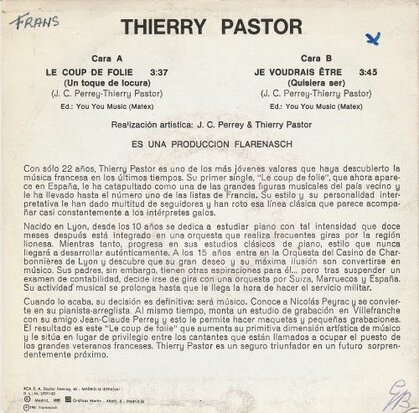 FRANS
THIERRY PASTOR
Cara A
LE COUP DE FOLIE 3:37
(Un toque de locura)
(J. C. Perrey-Thierry Pastor)
Ed.: You You Music (Matex)
Cara B
JE VOUDRAIS ÊTRE 3:45
(Quisiera ser)
(J. C. Perrey-Thierry Pastor)
Ed.: You You Music (Matex)
Realización artística: J. C. Perrey & Thierry Pastor
ES UNA PRODUCCION FLARENASCH
Con sólo 22 años, Thierry Pastor es uno de los más jóvenes valores que haya descubierto la
música francesa en los últimos tiempos. Su primer single, "Le coup de folie", que ahora aparece
en España, le ha catapultado como una de las grandes figuras musicales del país vecino y
le ha llevado hasta el número uno de las listas de Francia. Su estilo y su personalidad inter-
pretativa le han dado multitud de seguidores y han roto esa línea clásica que parece acompa-
ñar casi constantemente a los intérpretes galos.
Nacido en Lyon, desde los 10 años se dedica a estudiar piano con tal intensidad que doce
meses después está integrado en una orquesta que realiza frecuentes giras por la región
lionesa. Mientras tanto, progresa en sus estudios clásicos de piano, estilo que nunca
llegará a desarrollar auténticamente. A los 15 años entra en la Orquesta del Casino de Char-
bonnières de Lyon y descubre que su gran deseo y su máxima ilusión son convertirse en
músico. Sus padres, sin embargo, tienen otras aspiraciones para él... pero tras suspender
un examen de contabilidad, decide irse de gira con una orquesta por Suiza, Marruecos y España.
Su actividad musical se prolonga hasta que le llega la hora de hacer el servicio militar.
Cuando lo acaba, su decisión es definitiva: será músico. Conoce a Nicolás Peyrac y se convier-
te en su pianista-arreglista. Al mismo tiempo, monta un estudio de grabación en Villefranche
con su amigo Jean-Claude Perrey y esto le permite hacer maquetas y pequeñas grabaciones.
El resultado es este "Le coup de folie" que aumenta su primitiva dimensión artística de músico
y le sitúa en lugar de privilegio entre los cantantes que están llamados a ocupar el puesto de
los grandes veteranos franceses. Thierry Pastor es un seguro triunfador en un futuro sorpren-
dentemente próximo.